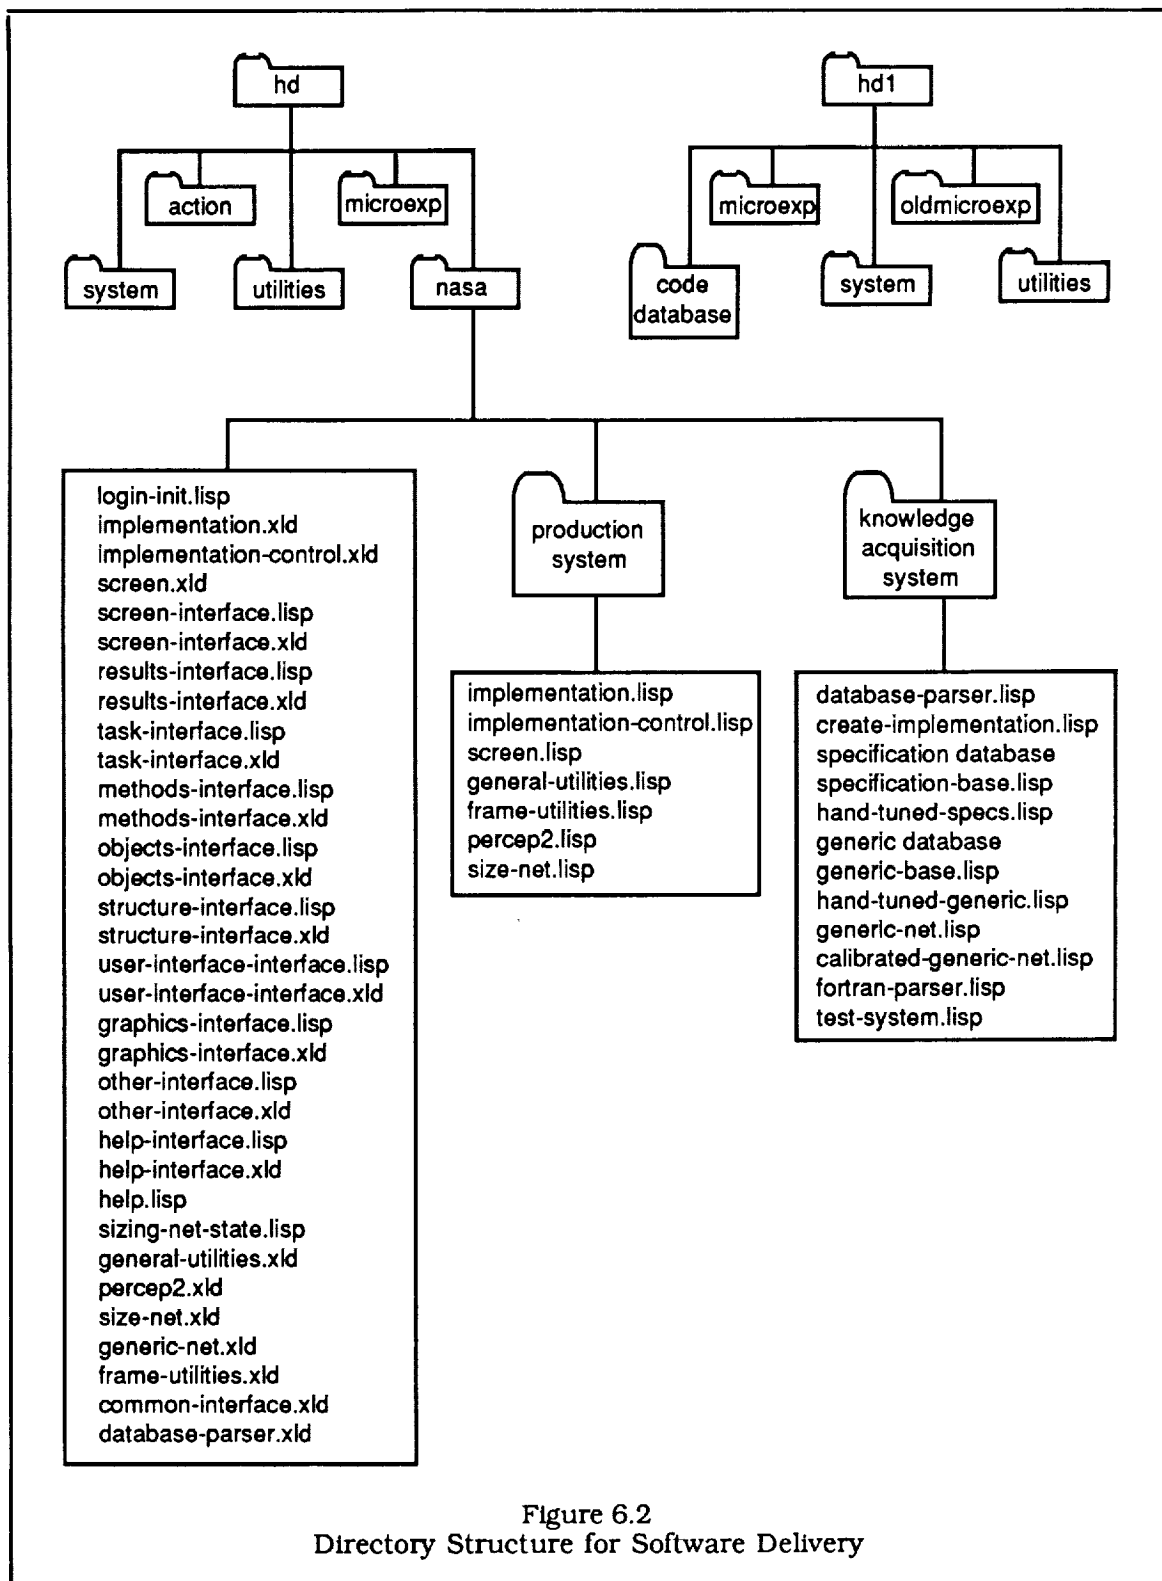 hd
hd1
action
microexp
microexp
oldmicroexp
system
utilities
nasa
code
database
system
utilities
login-init.lisp
implementation.xld
implementation-control.xld
screen.xld
screen-interface.lisp
screen-interface.xld
results-interface.lisp
results-interface.xld
task-interface.lisp
task-interface.xld
methods-interface.lisp
methods-interface.xld
objects-interface.lisp
objects-interface.xld
structure-interface.lisp
structure-interface.xld
user-interface-interface.lisp
user-interface-interface.xld
graphics-interface.lisp
graphics-interface.xld
other-interface.lisp
other-interface.xld
help-interface.lisp
help-interface.xld
help.lisp
sizing-net-state.lisp
general-utilities.xld
percep2.xld
size-net.xld
generic-net.xld
frame-utilities.xld
common-interface.xld
database-parser.xld
production
system
implementation.lisp
implementation-control.lisp
screen.lisp
general-utilities.lisp
frame-utilities.lisp
percep2.lisp
size-net.lisp
knowledge
acquisition
system
database-parser.lisp
create-implementation.lisp
specification database
specification-base.lisp
hand-tuned-specs.lisp
generic database
generic-base.lisp
hand-tuned-generic.lisp
generic-net.lisp
calibrated-generic-net.lisp
fortran-parser.lisp
test-system.lisp
Figure 6.2
Directory Structure for Software Delivery